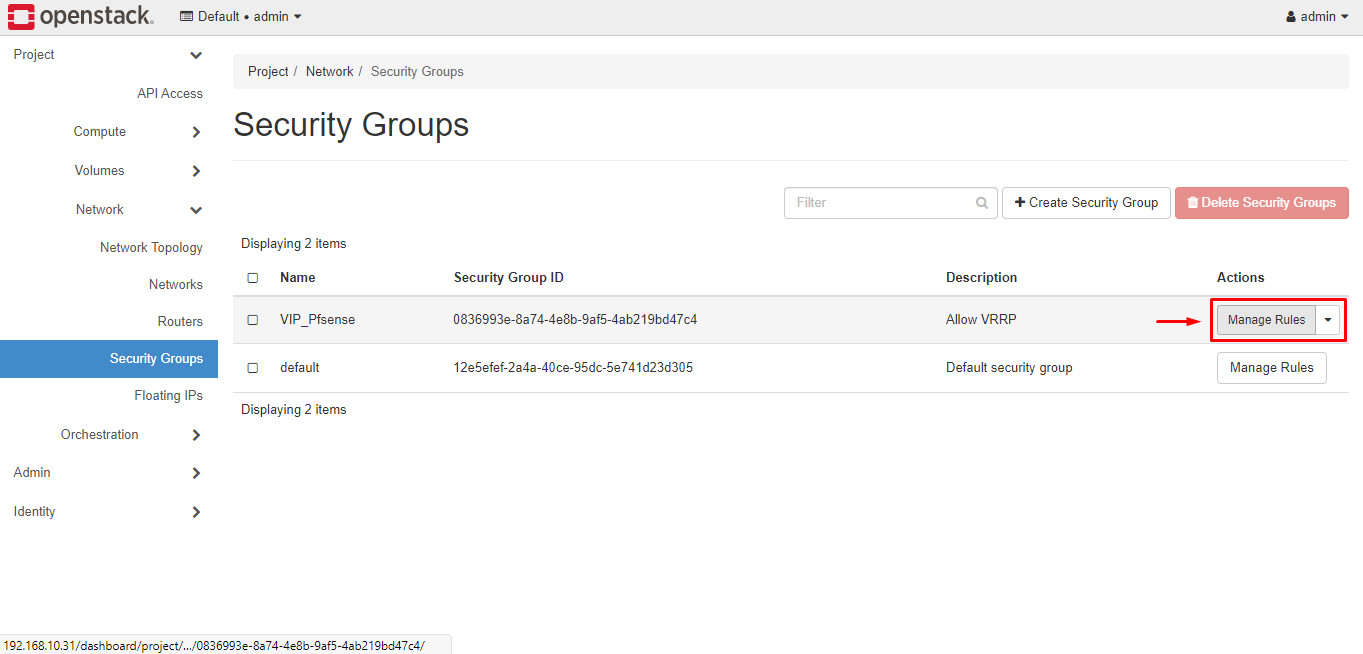 openstack. Default • admin admin
Project
API Access
Compute
Volumes
Network
Network Topology
Networks
Routers
Security Groups
Floating IPs
Orchestration
Admin
Identity
Project / Network / Security Groups
Security Groups
Filter Create Security Group Delete Security Groups
Displaying 2 items
Name Security Group ID Description Actions
VIP_Pfsense 0836993e-8a74-4e8b-9af5-4ab219bd47c4 Allow VRRP Manage Rules
default 12e5efef-2a4a-40ce-95dc-5e741d23d305 Default security group Manage Rules
Displaying 2 items
192.168.10.31/dashboard/project/.../0836993e-8a74-4e8b-9af5-4ab219bd47c4/